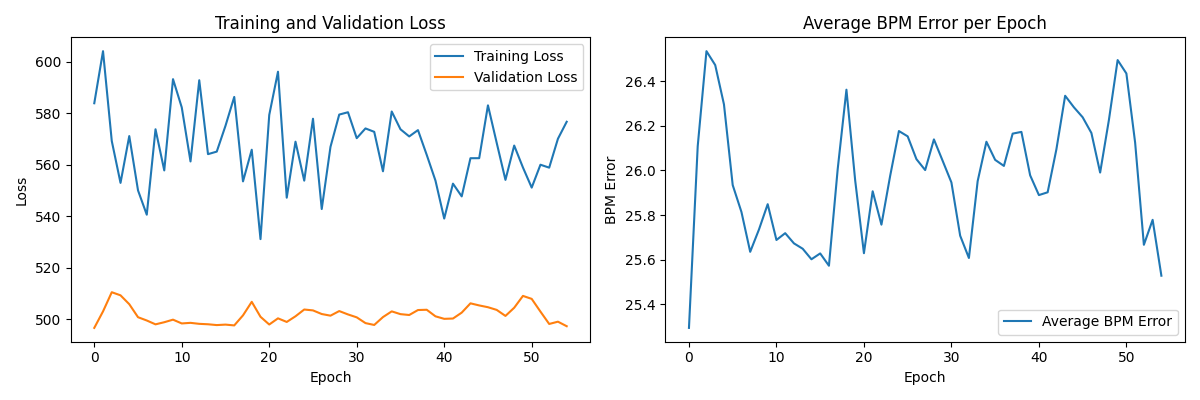 Training and Validation Loss
Training Loss
Validation Loss
600
580
560
540
520
500
Loss
0
10
20
30
40
50
Epoch
Average BPM Error per Epoch
26.4
26.2
26.0
25.8
25.6
25.4
BPM Error
Average BPM Error
0
10
20
30
40
50
Epoch